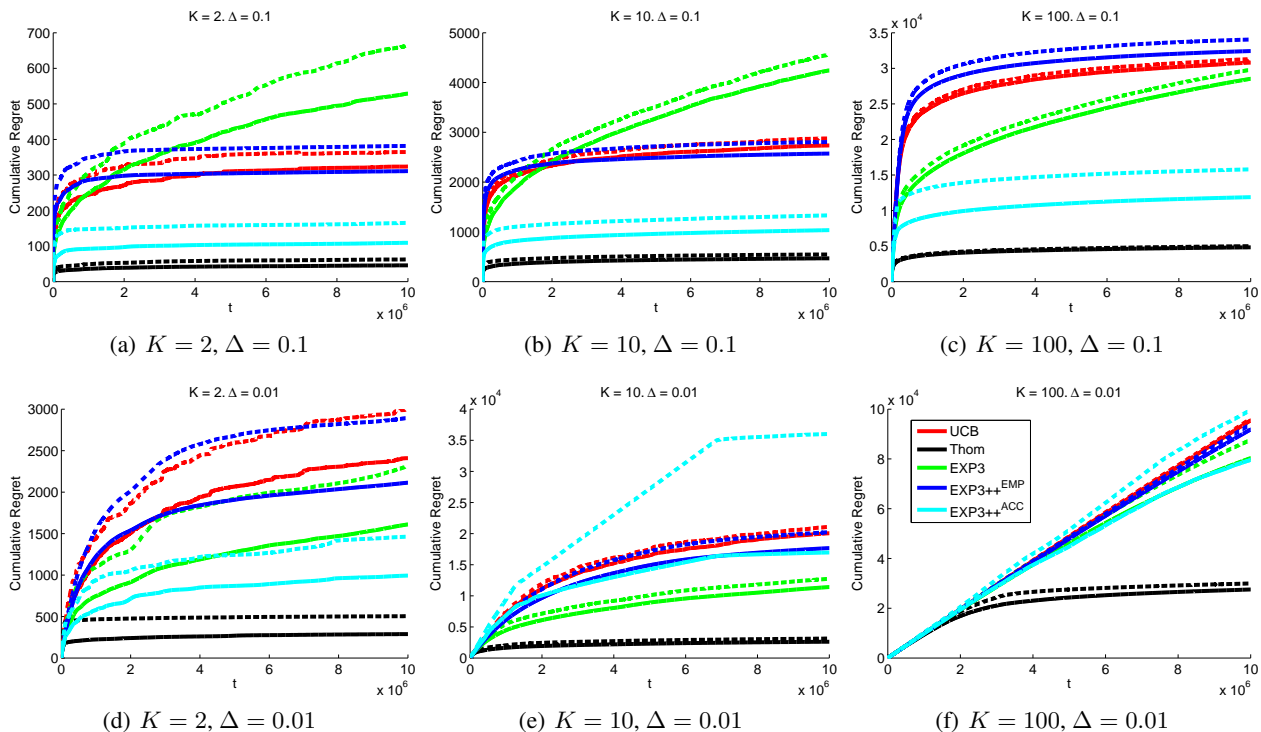 K = 2. Δ = 0.1
Cumulative Regret
700
600
500
400
300
200
100
0
0 2 4 6 8 10
t
x 10^6
(a) K = 2, Δ = 0.1
K = 10. Δ = 0.1
Cumulative Regret
5000
4000
3000
2000
1000
0
0 2 4 6 8 10
t
x 10^6
(b) K = 10, Δ = 0.1
K = 100. Δ = 0.1
x 10^4
Cumulative Regret
3.5
3
2.5
2
1.5
1
0.5
0
0 2 4 6 8 10
t
x 10^6
(c) K = 100, Δ = 0.1
K = 2. Δ = 0.01
Cumulative Regret
3000
2500
2000
1500
1000
500
0
0 2 4 6 8 10
t
x 10^6
(d) K = 2, Δ = 0.01
K = 10. Δ = 0.01
x 10^4
Cumulative Regret
4
3.5
3
2.5
2
1.5
1
0.5
0
0 2 4 6 8 10
t
x 10^6
(e) K = 10, Δ = 0.01
K = 100. Δ = 0.01
x 10^4
Cumulative Regret
10
8
6
4
2
0
UCB
Thom
EXP3
EXP3++^EMP
EXP3++^ACC
0 2 4 6 8 10
t
x 10^6
(f) K = 100, Δ = 0.01